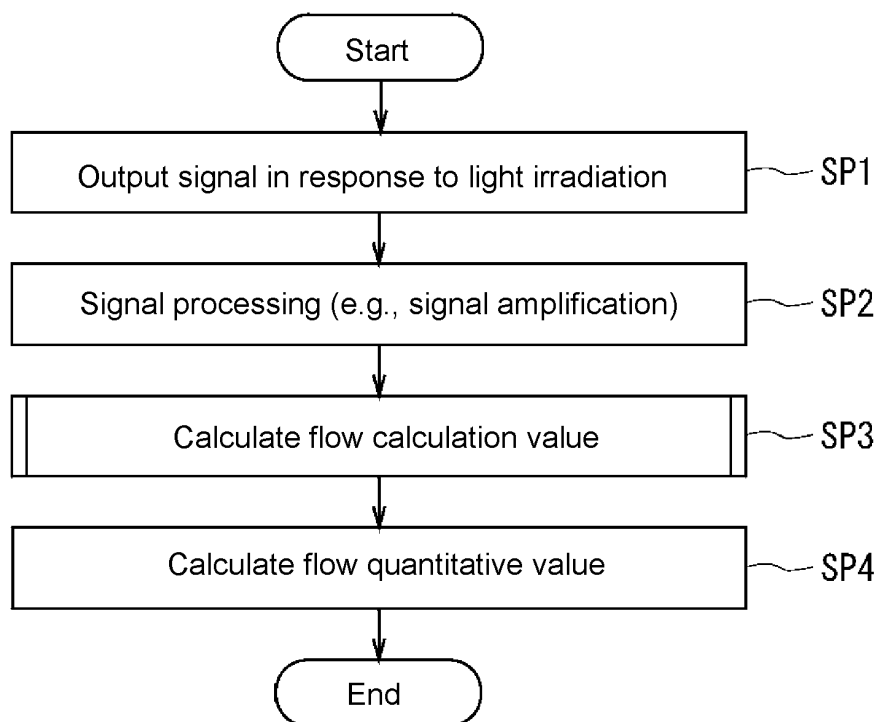 Start
Output signal in response to light irradiation
SP1
Signal processing (e.g., signal amplification)
SP2
Calculate flow calculation value
SP3
Calculate flow quantitative value
SP4
End